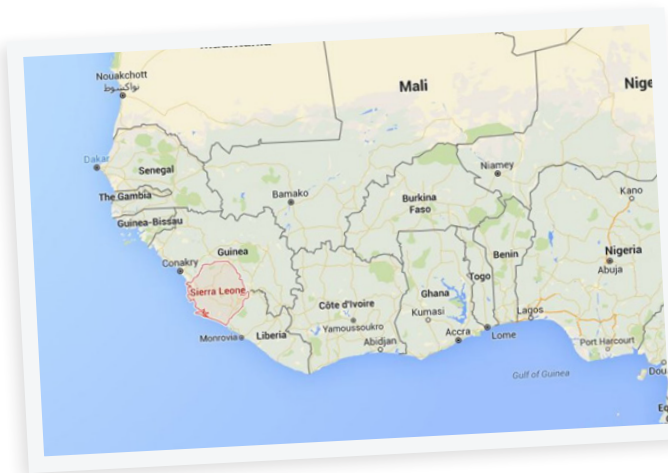 Nouakchott
نواكشوط
Mali
Dakar
Senegal
Niamey
The Gambia
Bamako
Kano
Burkina
Faso
Guinea-Bissau
Guinea
Benin
Nigeria
Conakry
Abuja
Sierra Leone
Togo
Ghana
Côte d'Ivoire
Kumasi
Lagos
Yamoussoukro
Monrovia
Liberia
Accra
Lome
Abidjan
Port Harcourt
Gulf of Guinea